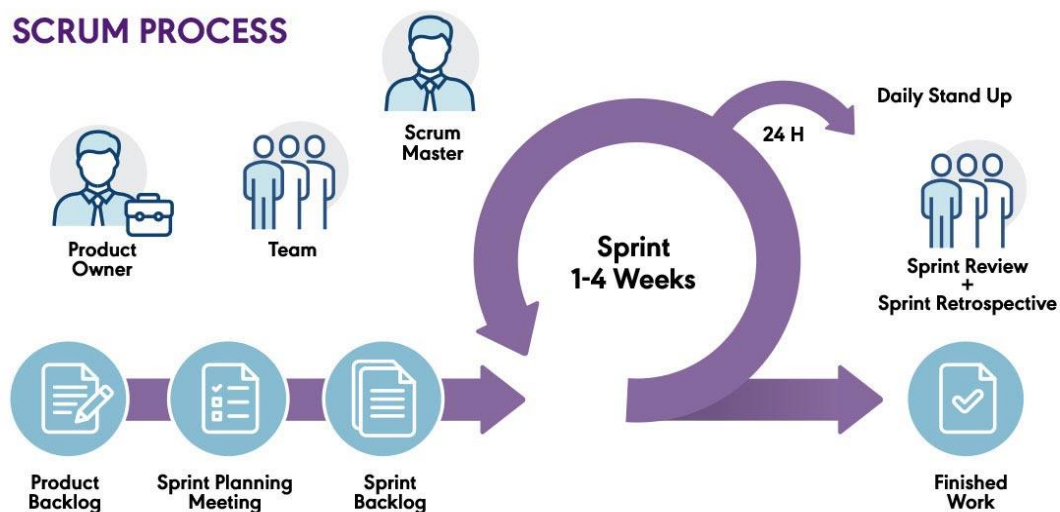 SCRUM PROCESS
Scrum
Master
Product
Owner
Team
Daily Stand Up
24 H
Sprint
1-4 Weeks
Sprint Review
+
Sprint Retrospective
Product
Backlog
Sprint Planning
Meeting
Sprint
Backlog
Finished
Work